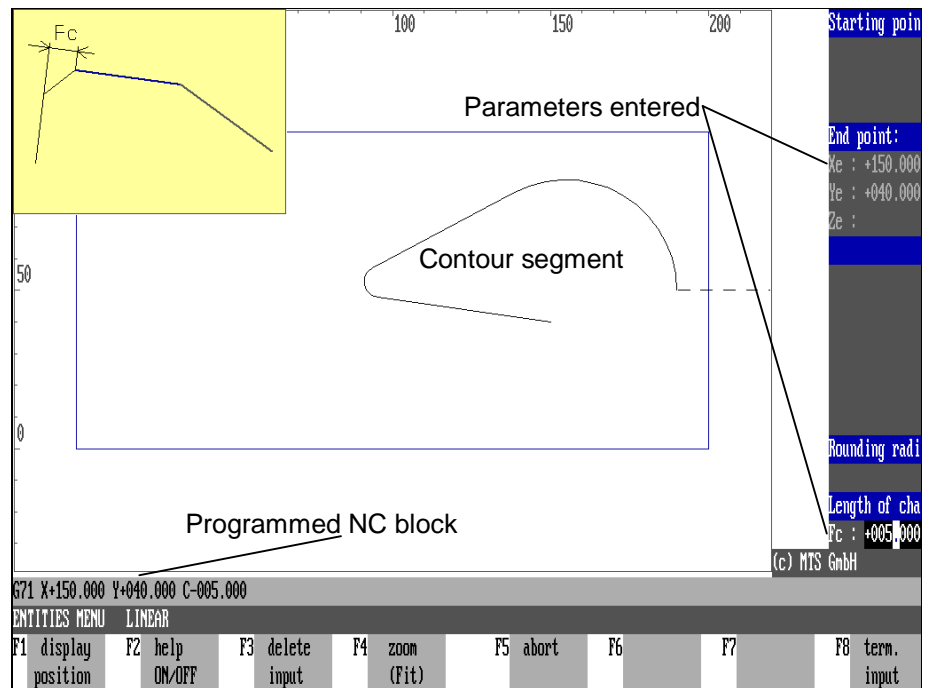 Fc
100 150 200
Starting poin
Parameters entered
End point:
Xe : +150.000
Ye : +040.000
Ze :
Contour segment
50
0
Rounding radi
Length of cha
Programmed NC block
Fc : +005.000
(c) MTS GmbH
G71 X+150.000 Y+040.000 C-005.000
ENTITIES MENU LINEAR
F1 display F2 help F3 delete F4 zoom F5 abort F6 F7 F8 term.
position ON/OFF input (Fit) input